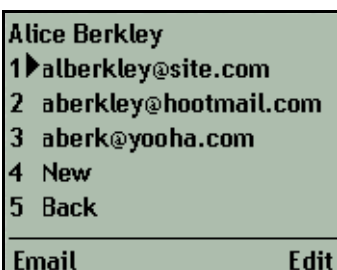 Alice Berkley
1 alberkley@site.com
2 aberkley@hootmail.com
3 aberk@yooha.com
4 New
5 Back
Email Edit